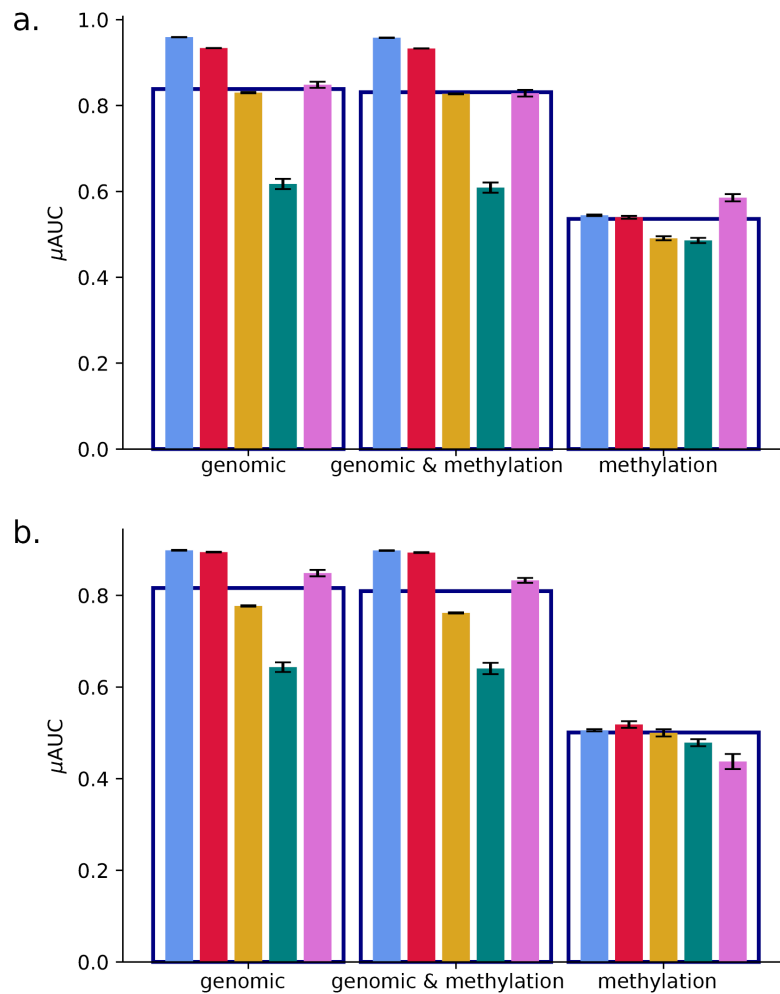 a.
1.0
0.8
0.6
0.4
0.2
0.0
μAUC
genomic
genomic & methylation
methylation
b.
0.8
0.6
0.4
0.2
0.0
μAUC
genomic
genomic & methylation
methylation